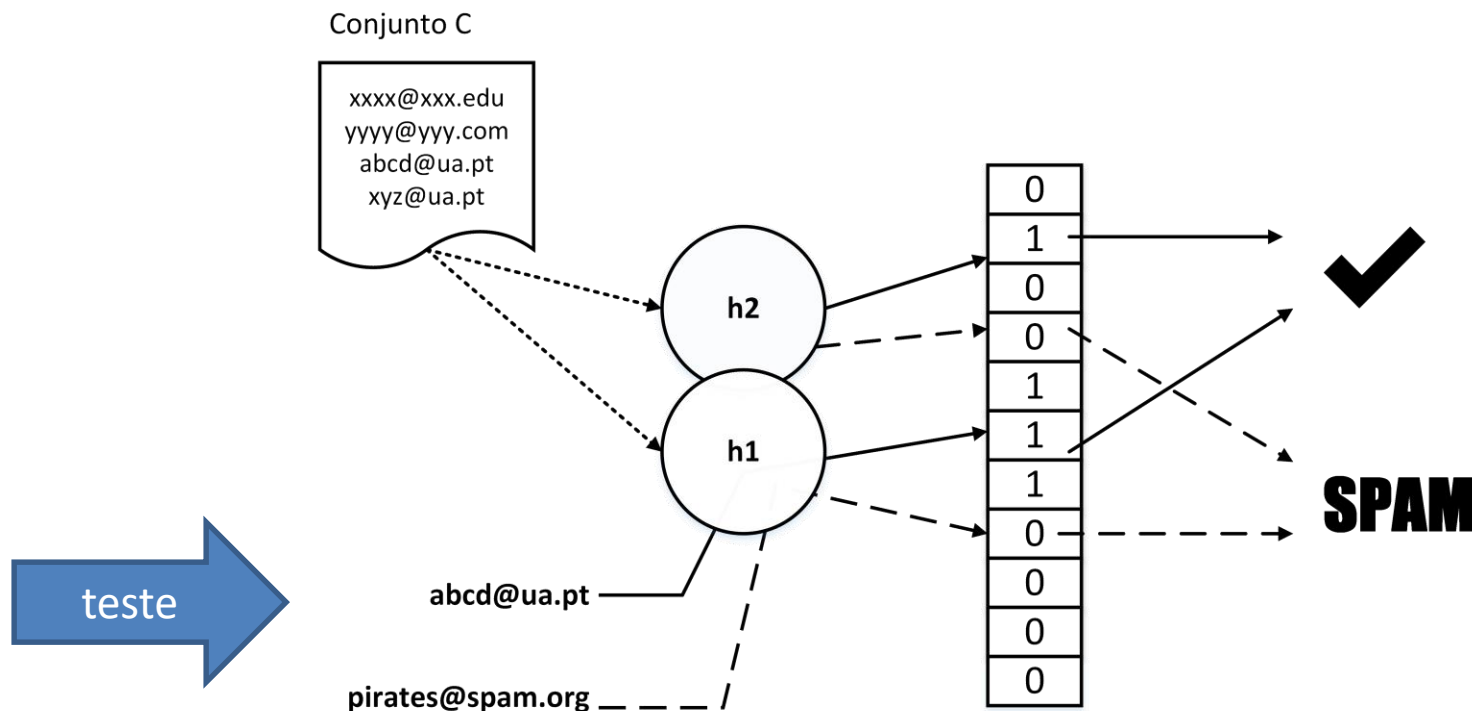 Conjunto C
xxxx@xxx.edu
yyyy@yyy.com
abcd@ua.pt
xyz@ua.pt
h2
h1
0
1
0
0
1
1
1
0
0
0
0
SPAM
teste
abcd@ua.pt
pirates@spam.org